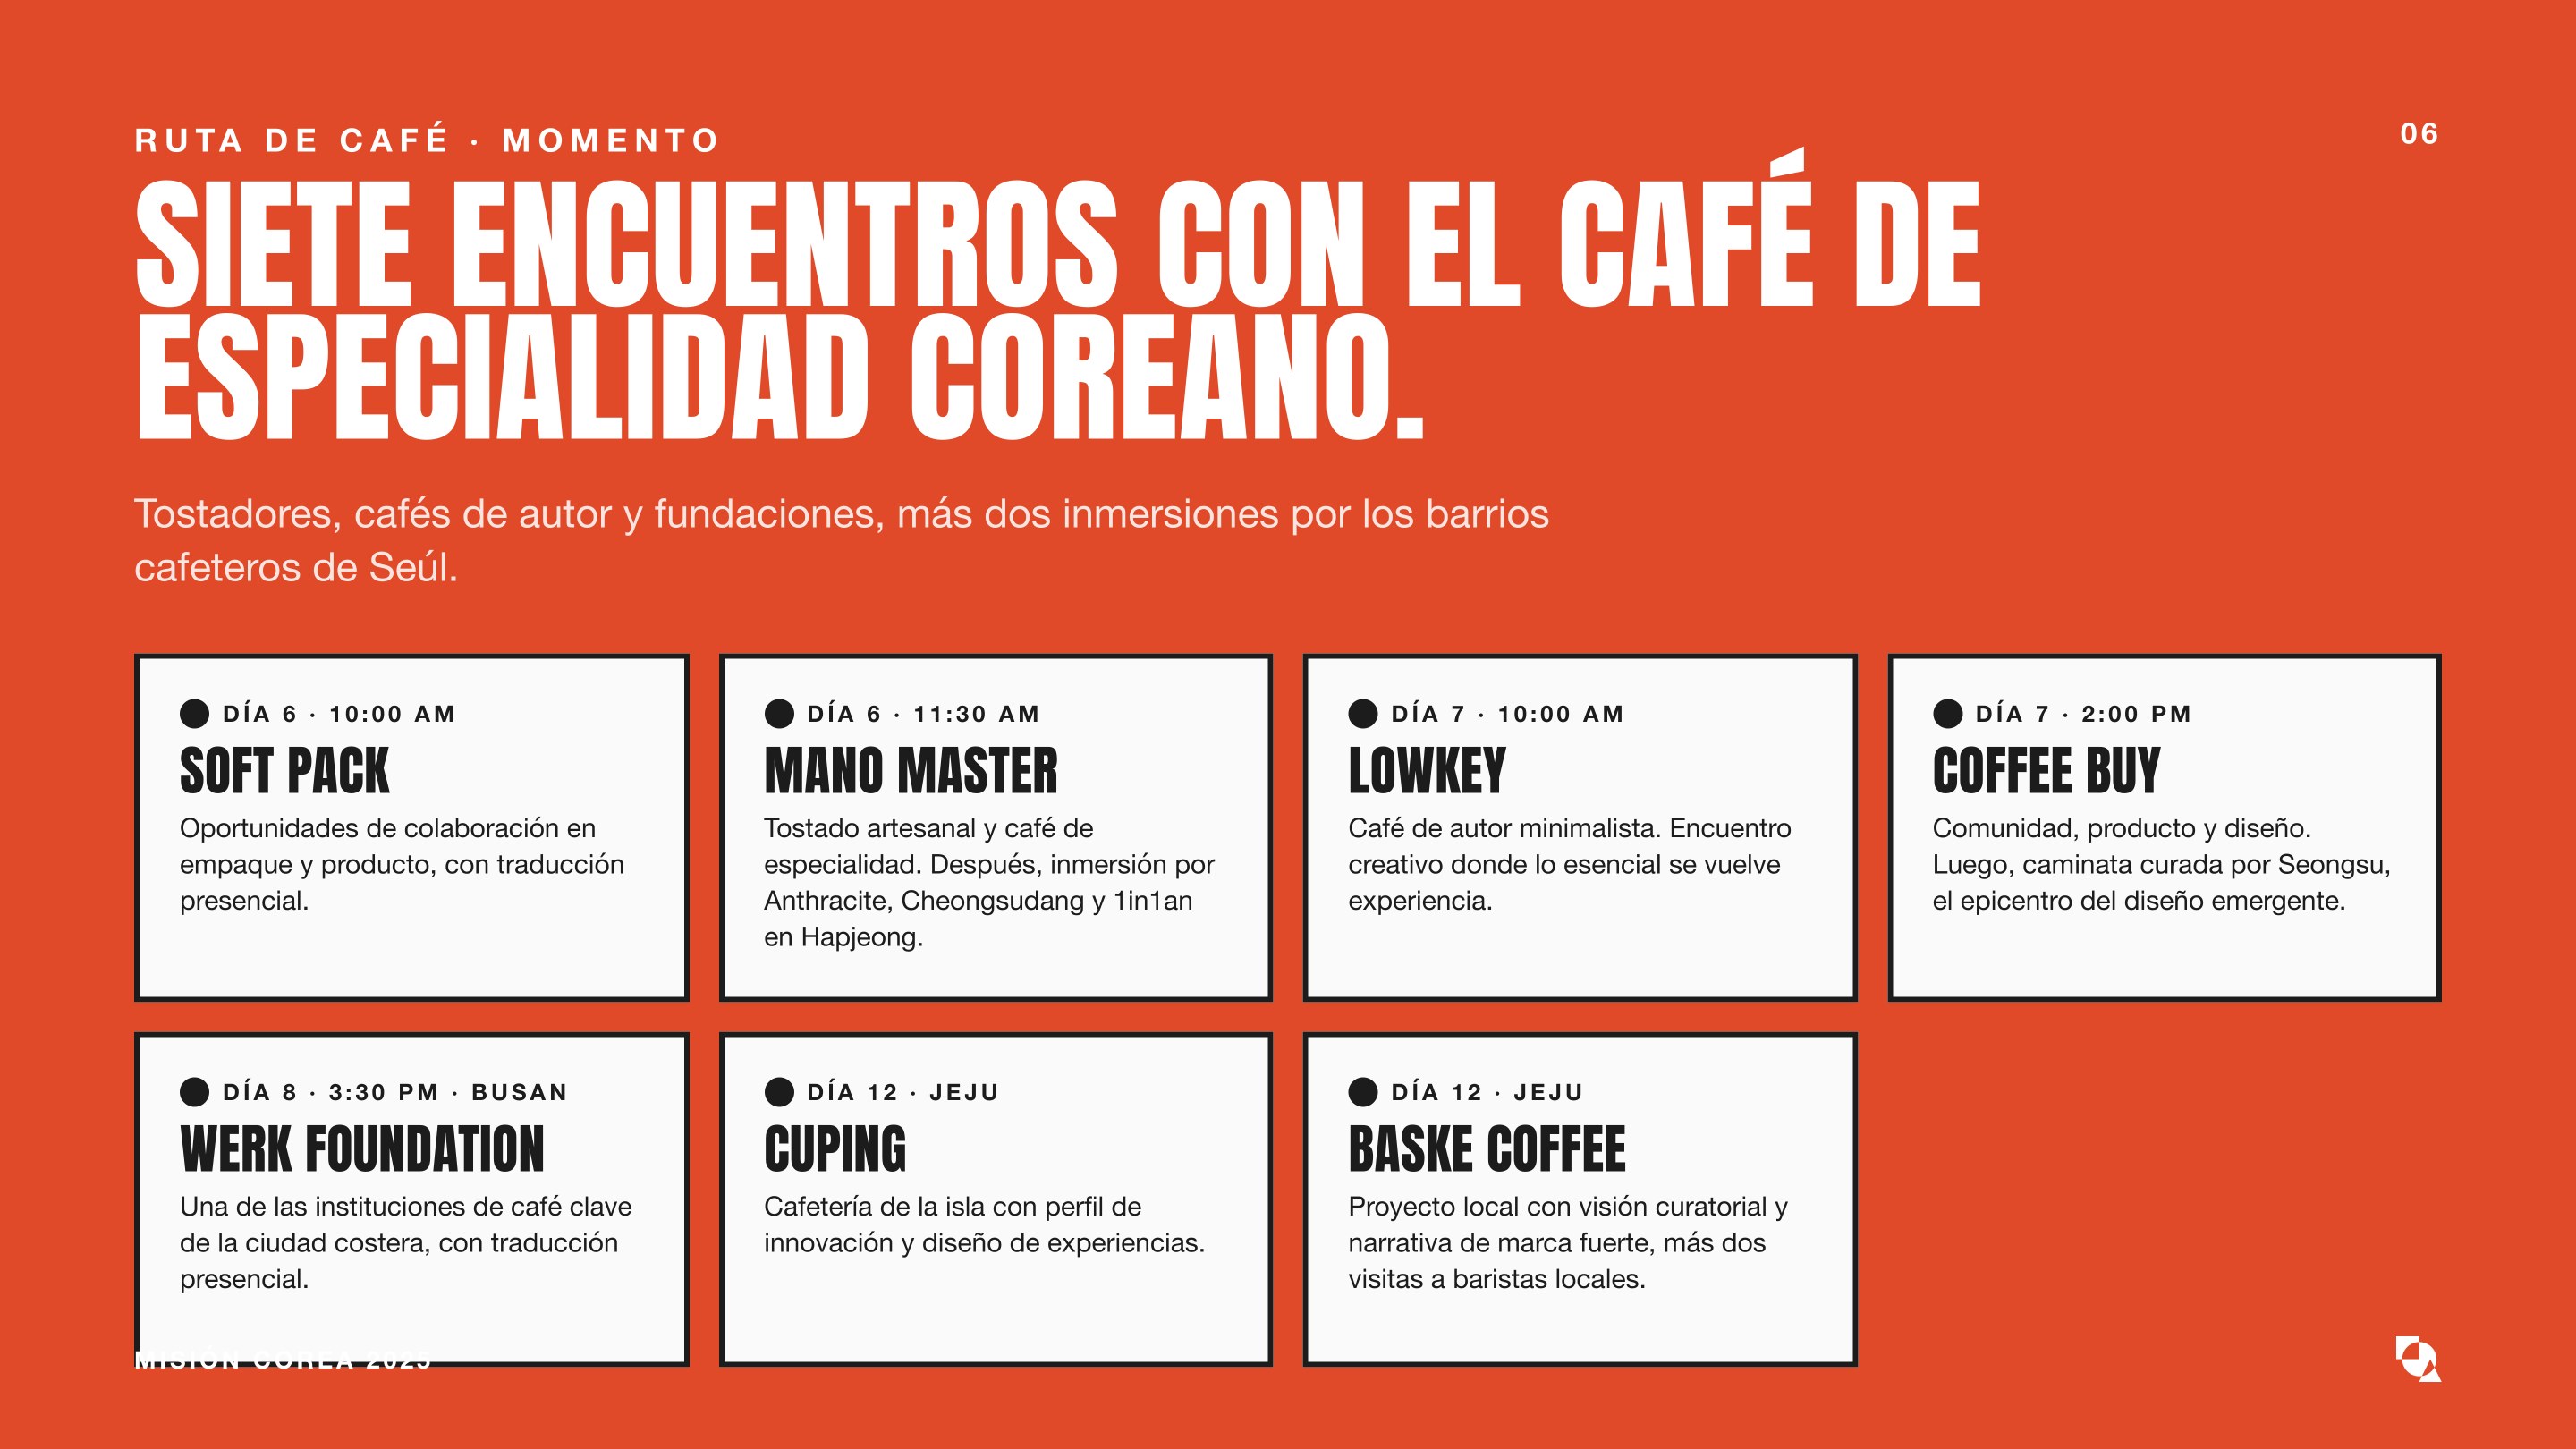 RUTA DE CAFÉ · MOMENTO
06
SIETE ENCUENTROS CON EL CAFÉ DE
ESPECIALIDAD COREANO.
Tostadores, cafés de autor y fundaciones, más dos inmersiones por los barrios
cafeteros de Seúl.
DÍA 6 · 10:00 AM
SOFT PACK
Oportunidades de colaboración en
empaque y producto, con traducción
presencial.
DÍA 6 · 11:30 AM
MANO MASTER
Tostado artesanal y café de
especialidad. Después, inmersión por
Anthracite, Cheongsudang y 1in1an
en Hapjeong.
DÍA 7 · 10:00 AM
LOWKEY
Café de autor minimalista. Encuentro
creativo donde lo esencial se vuelve
experiencia.
DÍA 7 · 2:00 PM
COFFEE BUY
Comunidad, producto y diseño.
Luego, caminata curada por Seongsu,
el epicentro del diseño emergente.
DÍA 8 · 3:30 PM · BUSAN
WERK FOUNDATION
Una de las instituciones de café clave
de la ciudad costera, con traducción
presencial.
DÍA 12 · JEJU
CUPING
Cafetería de la isla con perfil de
innovación y diseño de experiencias.
DÍA 12 · JEJU
BASKE COFFEE
Proyecto local con visión curatorial y
narrativa de marca fuerte, más dos
visitas a baristas locales.
MISIÓN COREA 2025